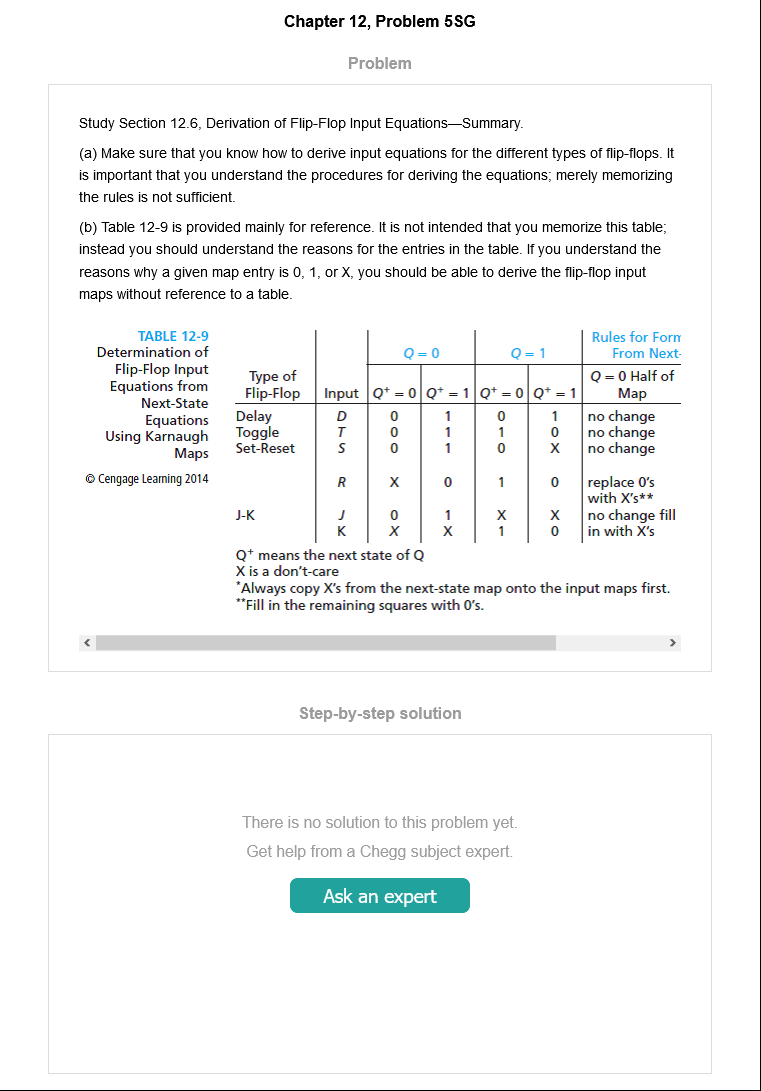 Chapter 12, Problem 5SG
Problem
Study Section 12.6, Derivation of Flip-Flop Input Equations—Summary.
(a) Make sure that you know how to derive input equations for the different types of flip-flops. It
is important that you understand the procedures for deriving the equations; merely memorizing
the rules is not sufficient.
(b) Table 12-9 is provided mainly for reference. It is not intended that you memorize this table;
instead you should understand the reasons for the entries in the table. If you understand the
reasons why a given map entry is 0, 1, or X, you should be able to derive the flip-flop input
maps without reference to a table.
TABLE 12-9
Determination of
Flip-Flop Input
Equations from
Next-State
Equations
Using Karnaugh
Maps
© Cengage Learning 2014
Q = 0 Q = 1 Rules for Form
From Next-
Type of
Flip-Flop Input Q⁺ = 0 Q⁺ = 1 Q⁺ = 0 Q⁺ = 1 Q = 0 Half of
Map
Delay D 0 1 0 1 no change
Toggle T 0 1 1 0 no change
Set-Reset S 0 1 0 X no change
R X 0 1 0 replace 0's
with X's**
J-K J 0 1 X X no change fill
K X X 1 0 in with X's
Q⁺ means the next state of Q
X is a don't-care
*Always copy X's from the next-state map onto the input maps first.
**Fill in the remaining squares with 0's.
Step-by-step solution
There is no solution to this problem yet.
Get help from a Chegg subject expert.
Ask an expert